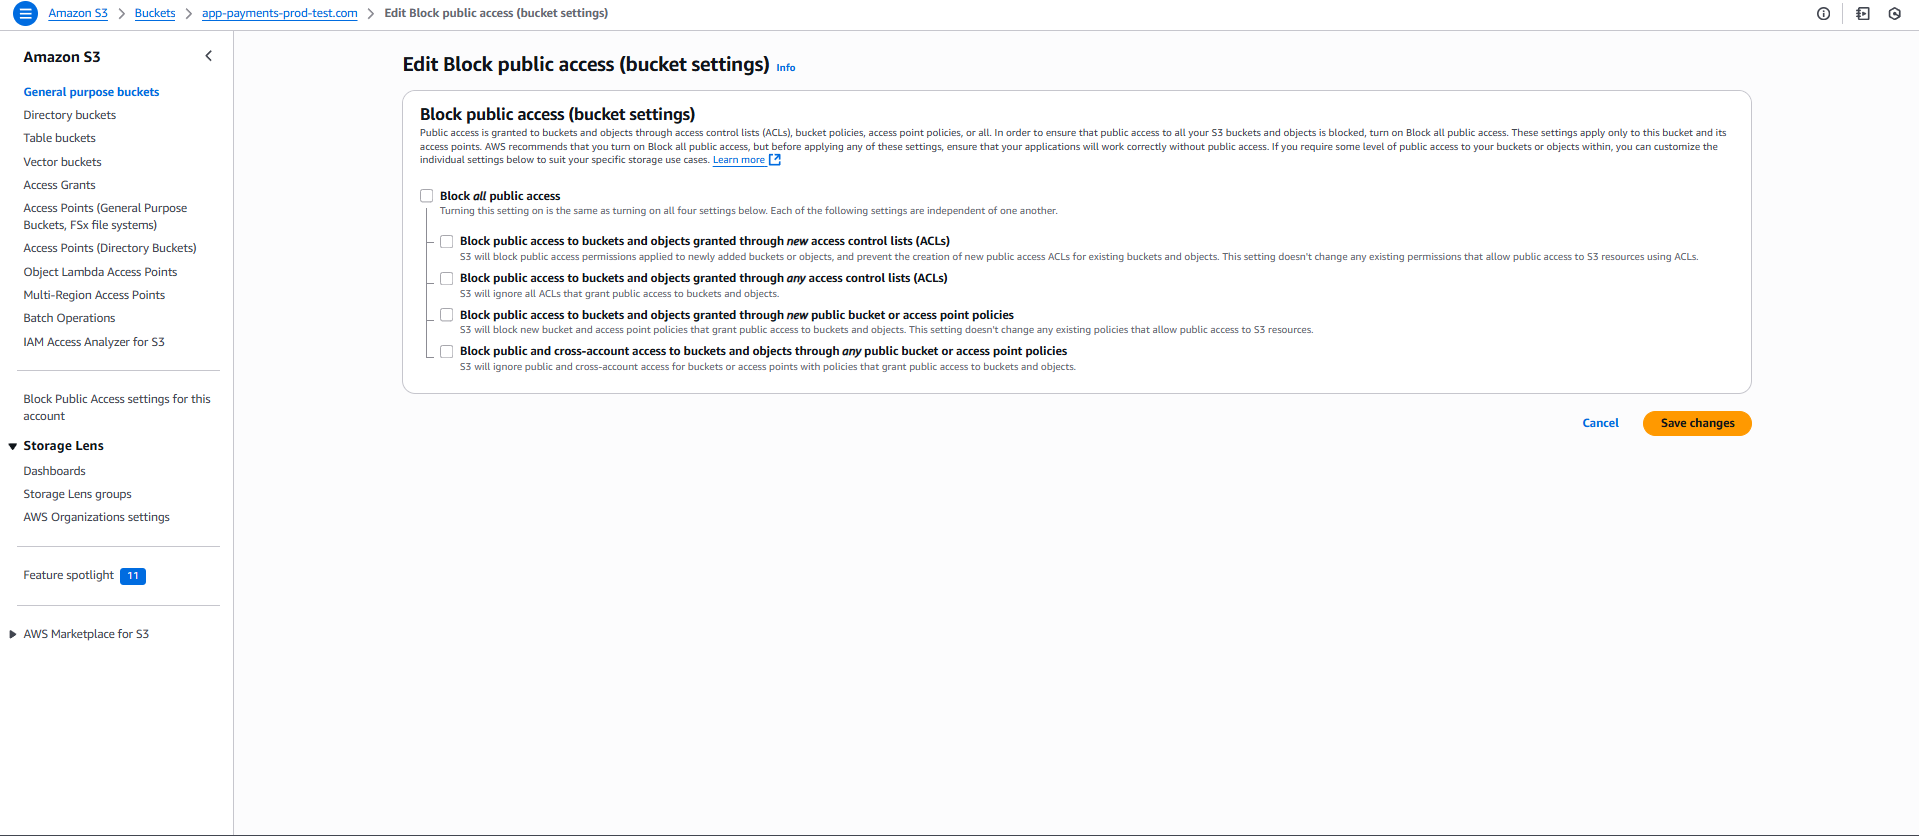 Amazon S3 > Buckets > app-payments-prod-test.com > Edit Block public access (bucket settings)
Amazon S3
General purpose buckets
Directory buckets
Table buckets
Vector buckets
Access Grants
Access Points (General Purpose
Buckets, FSx file systems)
Access Points (Directory Buckets)
Object Lambda Access Points
Multi-Region Access Points
Batch Operations
IAM Access Analyzer for S3
Block Public Access settings for this
account
Storage Lens
Dashboards
Storage Lens groups
AWS Organizations settings
Feature spotlight 11
AWS Marketplace for S3
Edit Block public access (bucket settings) Info
Block public access (bucket settings)
Public access is granted to buckets and objects through access control lists (ACLs), bucket policies, access point policies, or all. In order to ensure that public access to all your S3 buckets and objects is blocked, turn on Block all public access. These settings apply only to this bucket and its
access points. AWS recommends that you turn on Block all public access, but before applying any of these settings, ensure that your applications will work correctly without public access. If you require some level of public access to your buckets or objects within, you can customize the
individual settings below to suit your specific storage use cases. Learn more
Block all public access
Turning this setting on is the same as turning on all four settings below. Each of the following settings are independent of one another.
Block public access to buckets and objects granted through new access control lists (ACLs)
S3 will block public access permissions applied to newly added buckets or objects, and prevent the creation of new public access ACLs for existing buckets and objects. This setting doesn't change any existing permissions that allow public access to S3 resources using ACLs.
Block public access to buckets and objects granted through any access control lists (ACLs)
S3 will ignore all ACLs that grant public access to buckets and objects.
Block public access to buckets and objects granted through new public bucket or access point policies
S3 will block new bucket and access point policies that grant public access to buckets and objects. This setting doesn't change any existing policies that allow public access to S3 resources.
Block public and cross-account access to buckets and objects through any public bucket or access point policies
S3 will ignore public and cross-account access for buckets or access points with policies that grant public access to buckets and objects.
Cancel
Save changes